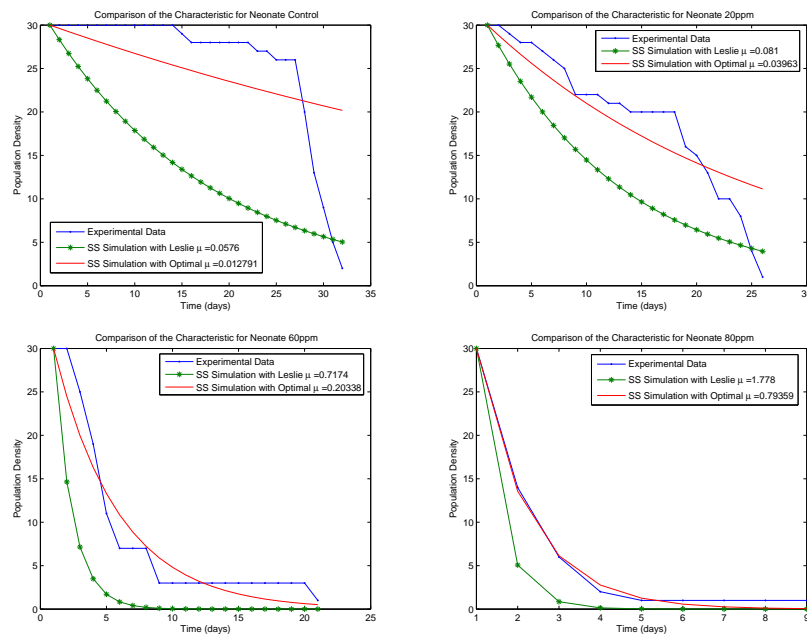 Comparison of the Characteristic for Neonate Control
30
25
20
15
10
5
0
0 5 10 15 20 25 30 35
Population Density
Time (days)
Experimental Data
SS Simulation with Leslie μ =0.0576
SS Simulation with Optimal μ =0.012791
Comparison of the Characteristic for Neonate 20ppm
30
25
20
15
10
5
0
0 5 10 15 20 25 30
Population Density
Time (days)
Experimental Data
SS Simulation with Leslie μ =0.081
SS Simulation with Optimal μ =0.03963
Comparison of the Characteristic for Neonate 60ppm
30
25
20
15
10
5
0
0 5 10 15 20 25
Population Density
Time (days)
Experimental Data
SS Simulation with Leslie μ =0.7174
SS Simulation with Optimal μ =0.20338
Comparison of the Characteristic for Neonate 80ppm
30
25
20
15
10
5
0
1 2 3 4 5 6 7 8 9
Population Density
Time (days)
Experimental Data
SS Simulation with Leslie μ =1.778
SS Simulation with Optimal μ =0.79359